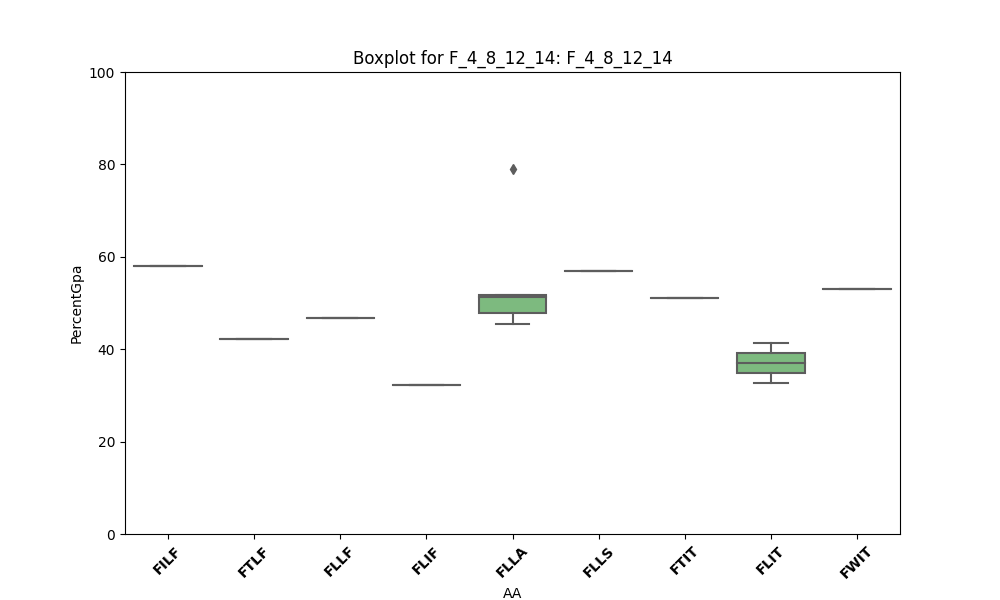 Boxplot for F_4_8_12_14: F_4_8_12_14
100
80
60
40
20
0
PercentGpa
FILF
FTLF
FLLF
FLIF
FLLA
FLLS
FTIT
FLIT
FWIT
AA